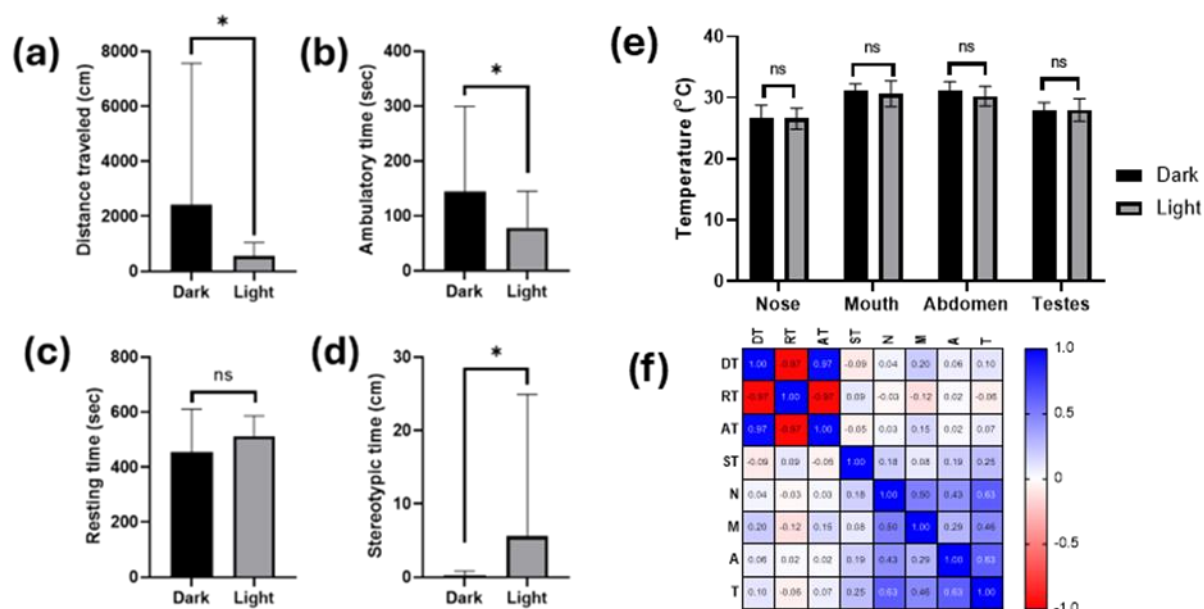 (a)
*
Distance traveled (cm)
8000
6000
4000
2000
0
Dark Light
(b)
*
Ambulatory time (sec)
400
300
200
100
0
Dark Light
(c)
ns
Resting time (sec)
800
600
400
200
0
Dark Light
(d)
*
Stereotypic time (cm)
30
20
10
0
Dark Light
(e)
Temperature (°C)
40
30
20
10
0
ns ns ns ns
Nose Mouth Abdomen Testes
Dark
Light
(f)
DT RT AT ST N M A T
DT 1.00 -0.97 0.97 -0.09 0.04 0.20 0.06 0.10
RT -0.97 1.00 -0.97 0.09 -0.03 -0.12 0.02 -0.06
AT 0.97 -0.97 1.00 -0.05 0.03 0.15 0.02 0.07
ST -0.09 0.09 -0.05 1.00 0.18 0.08 0.19 0.25
N 0.04 -0.03 0.03 0.18 1.00 0.50 0.43 0.63
M 0.20 -0.12 0.15 0.08 0.50 1.00 0.29 0.46
A 0.06 0.02 0.02 0.19 0.43 0.29 1.00 0.63
T 0.10 -0.06 0.07 0.25 0.63 0.46 0.63 1.00
1.0
0.5
0
-0.5
-1.0